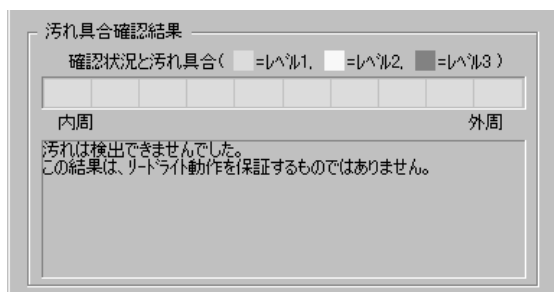 汚れ具合確認結果
確認状況と汚れ具合( =ﾚﾍﾞﾙ1, =ﾚﾍﾞﾙ2, =ﾚﾍﾞﾙ3 )
内周 外周
汚れは検出できませんでした。
この結果は、ﾘｰﾄﾞﾗｲﾄ動作を保証するものではありません。